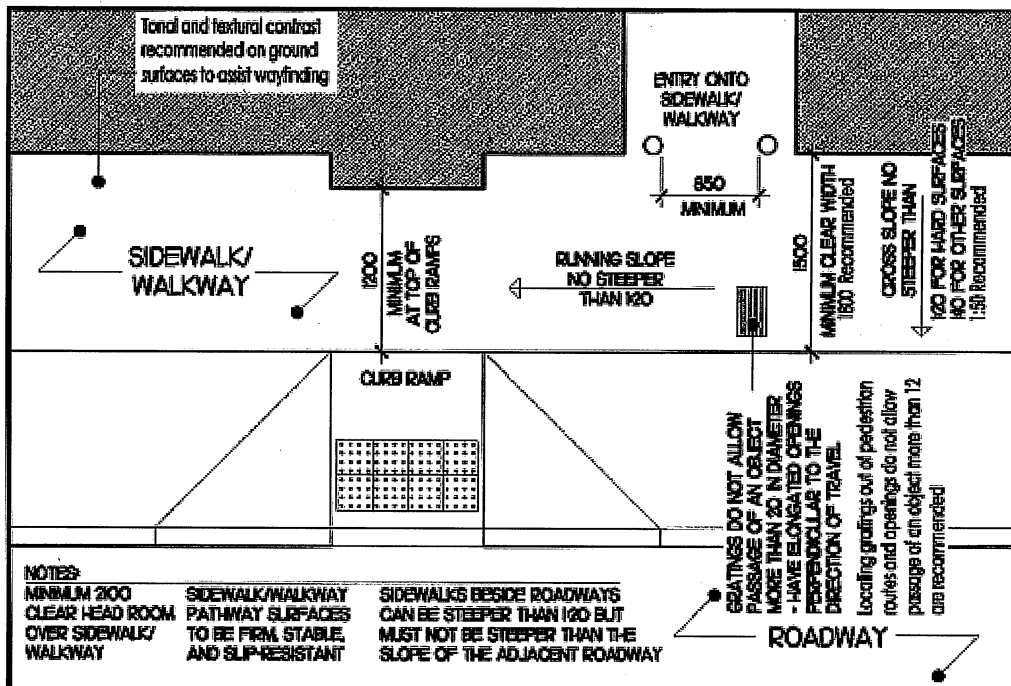 Tonal and textural contrast
recommended on ground
surfaces to assist wayfinding
ENTRY ONTO
SIDEWALK/
WALKWAY
850
MINIMUM
SIDEWALK/
WALKWAY
1200
MINIMUM
AT TOP OF
CURB RAMPS
RUNNING SLOPE
NO STEEPER
THAN 1:20
1500
MINIMUM CLEAR WIDTH
1800 Recommended
CROSS SLOPE NO
STEEPER THAN
1:20 FOR HARD SURFACES
1:10 FOR OTHER SURFACES
1:50 Recommended
CURB RAMP
GRATINGS DO NOT ALLOW
PASSAGE OF AN OBJECT
MORE THAN 20 IN DIAMETER
- HAVE ELONGATED OPENINGS
PERPENDICULAR TO THE
DIRECTION OF TRAVEL
Locating gratings out of pedestrian
routes and openings do not allow
passage of an object more than 12
are recommended
NOTES:
MINIMUM 2100
CLEAR HEAD ROOM
OVER SIDEWALK/
WALKWAY
SIDEWALK/WALKWAY
PATHWAY SURFACES
TO BE FIRM, STABLE,
AND SLIP-RESISTANT
SIDEWALKS BESIDE ROADWAYS
CAN BE STEEPER THAN 1:20 BUT
MUST NOT BE STEEPER THAN THE
SLOPE OF THE ADJACENT ROADWAY
ROADWAY